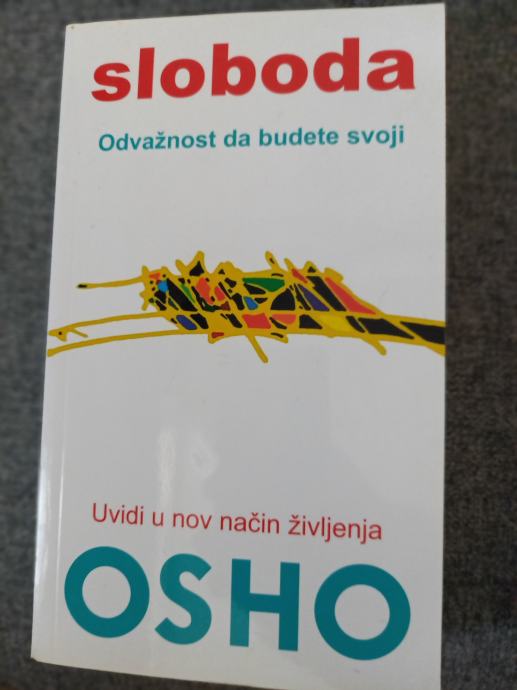 sloboda
Odvažnost da budete svoji
Uvidi u nov način življenja
OSHO